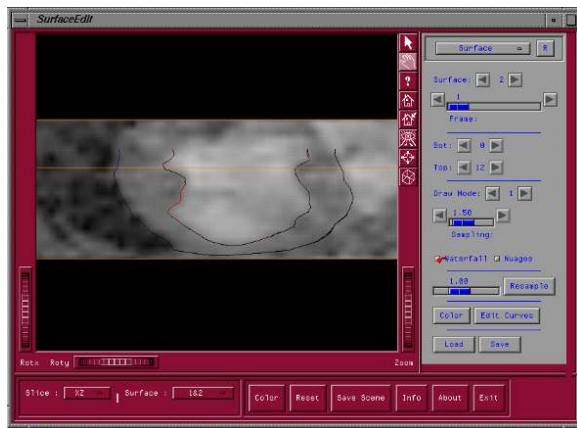 SurfaceEdit
Surface R
?
Surface: 2
1
Frame:
Bot: 0
Top: 12
Draw Mode: 1
1.50
Sampling:
Waterfall Nuages
1.00 Resample
Color Edit Curves
Load Save
Rotx Roty Zoom
Slice : XZ Surface : 1&2 Color Reset Save Scene Info About Exit